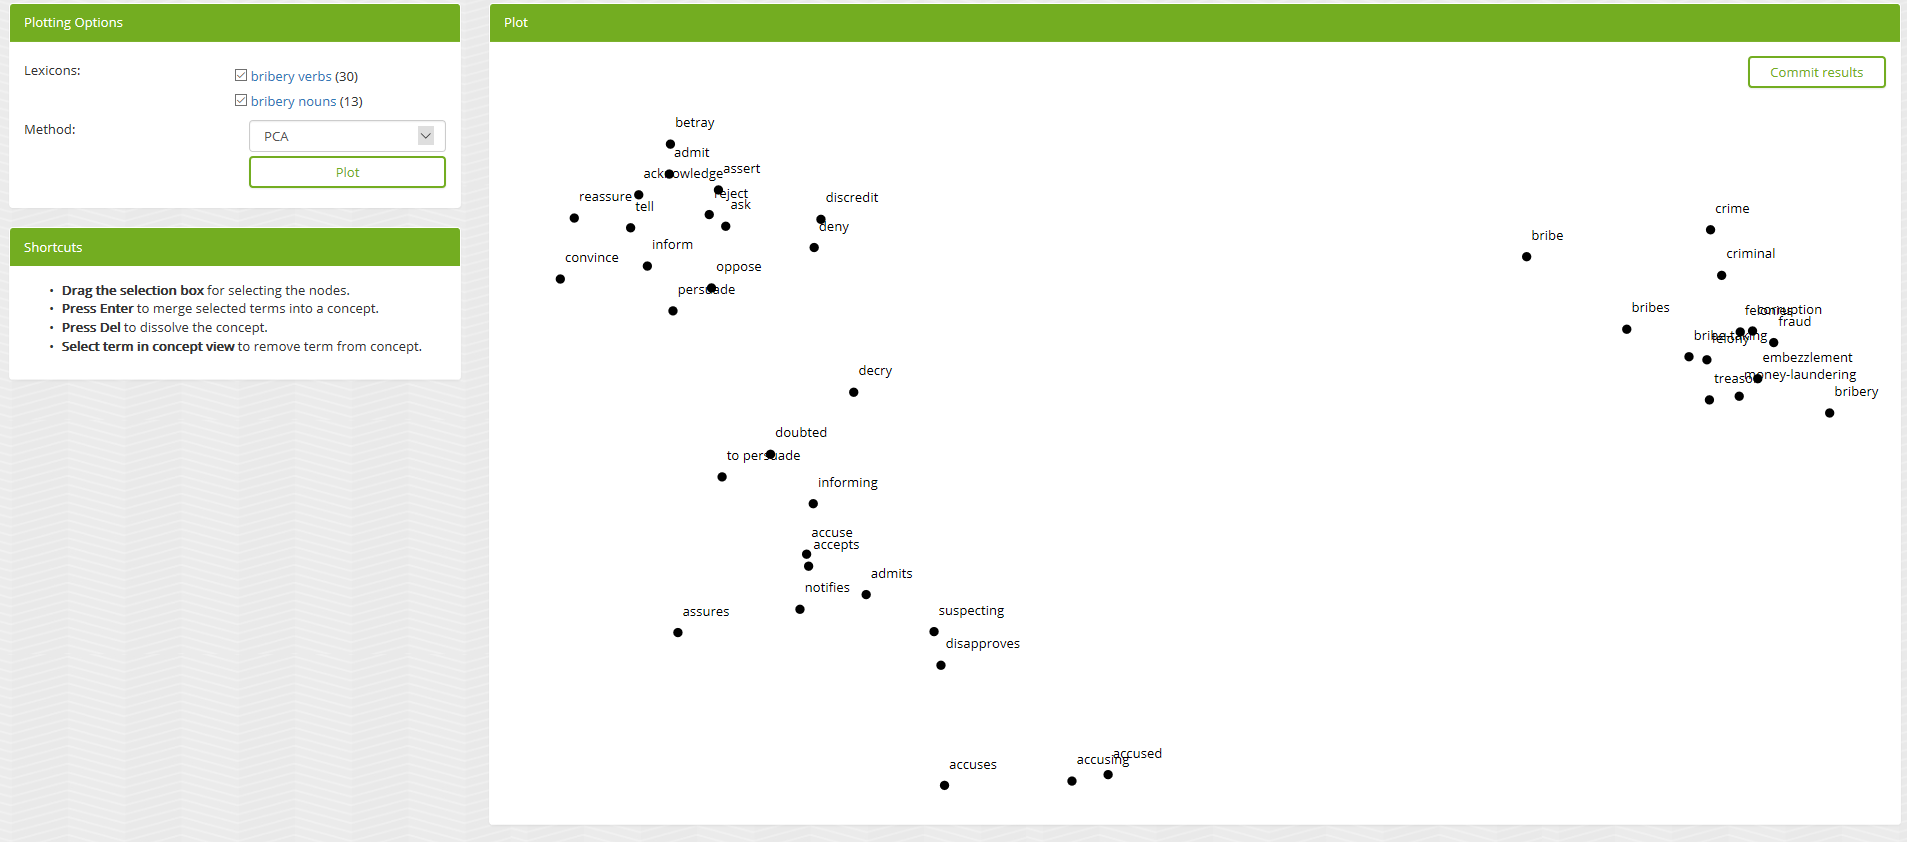 Plotting Options
Lexicons:
bribery verbs (30)
bribery nouns (13)
Method:
PCA
Plot
Shortcuts
• Drag the selection box for selecting the nodes.
• Press Enter to merge selected terms into a concept.
• Press Del to dissolve the concept.
• Select term in concept view to remove term from concept.
Plot
Commit results
betray
admit
acknowledge
assert
reassure
reject
tell
ask
discredit
deny
inform
convince
oppose
persuade
decry
doubted
to persuade
informing
accuse
accepts
notifies
admits
assures
suspecting
disapproves
accuses
accusing
accused
bribe
crime
criminal
bribes
felonies
corruption
fraud
bribe-taking
felony
embezzlement
treason
money-laundering
bribery